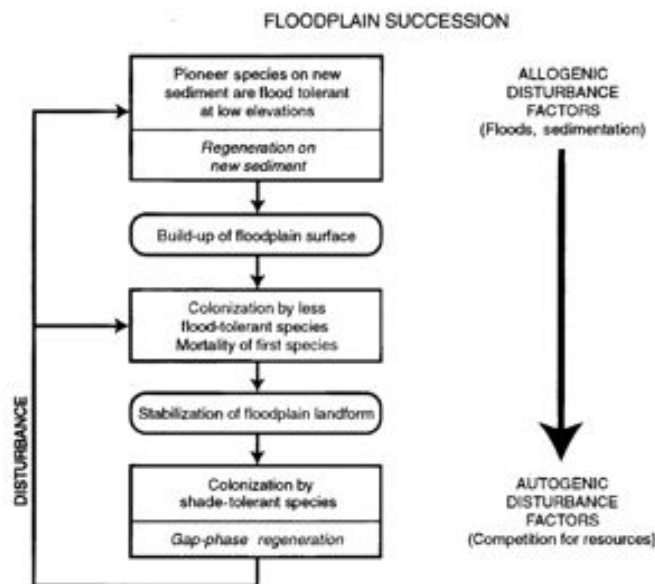 FLOODPLAIN SUCCESSION
Pioneer species on new
sediment are flood tolerant
at low elevations
Regeneration on
new sediment
Build-up of floodplain surface
Colonization by less
flood-tolerant species
Mortality of first species
Stabilization of floodplain landform
Colonization by
shade-tolerant species
Gap-phase regeneration
DISTURBANCE
ALLOGENIC
DISTURBANCE
FACTORS
(Floods, sedimentation)
AUTOGENIC
DISTURBANCE
FACTORS
(Competition for resources)